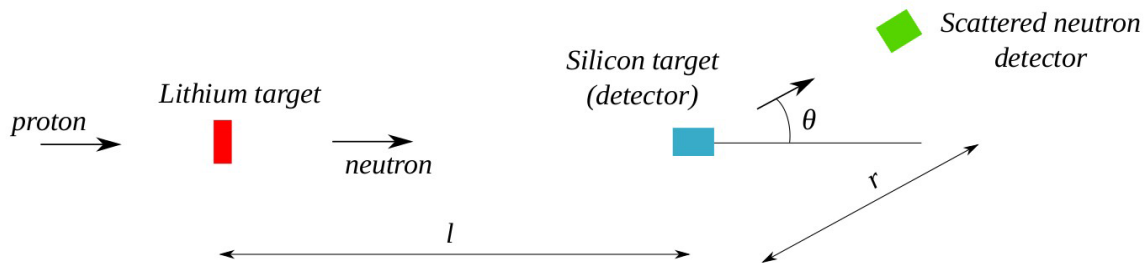 Scattered neutron
detector
Silicon target
(detector)
Lithium target
proton
θ
neutron
r
l